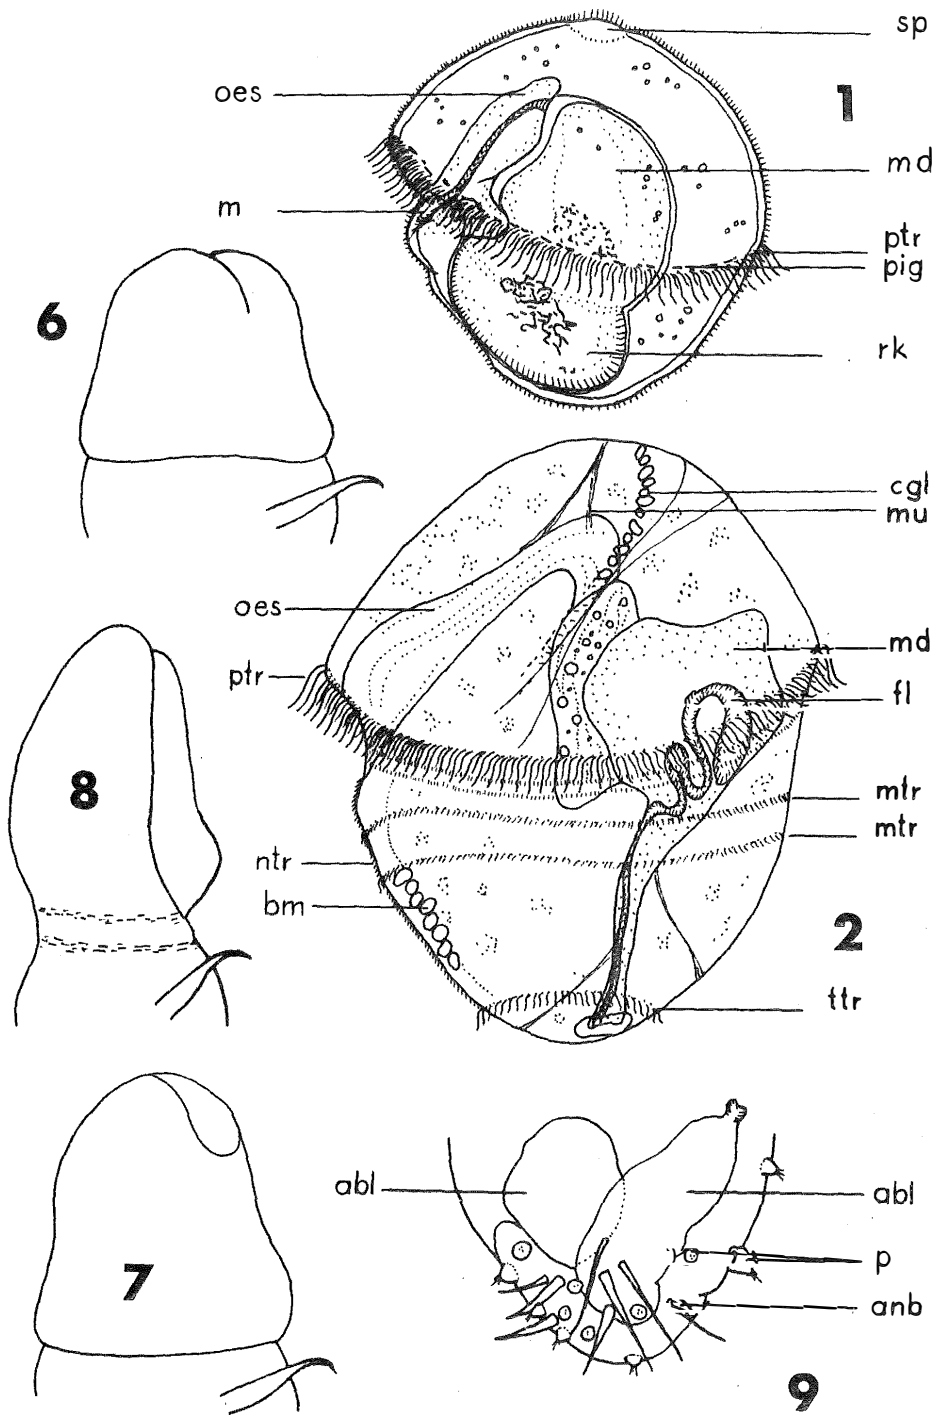 sp
oes
1
md
m
ptr
pig
6
rk
cgl
mu
oes
md
ptr
fl
8
mtr
mtr
ntr
bm
2
ttr
abl
abl
p
7
anb
9